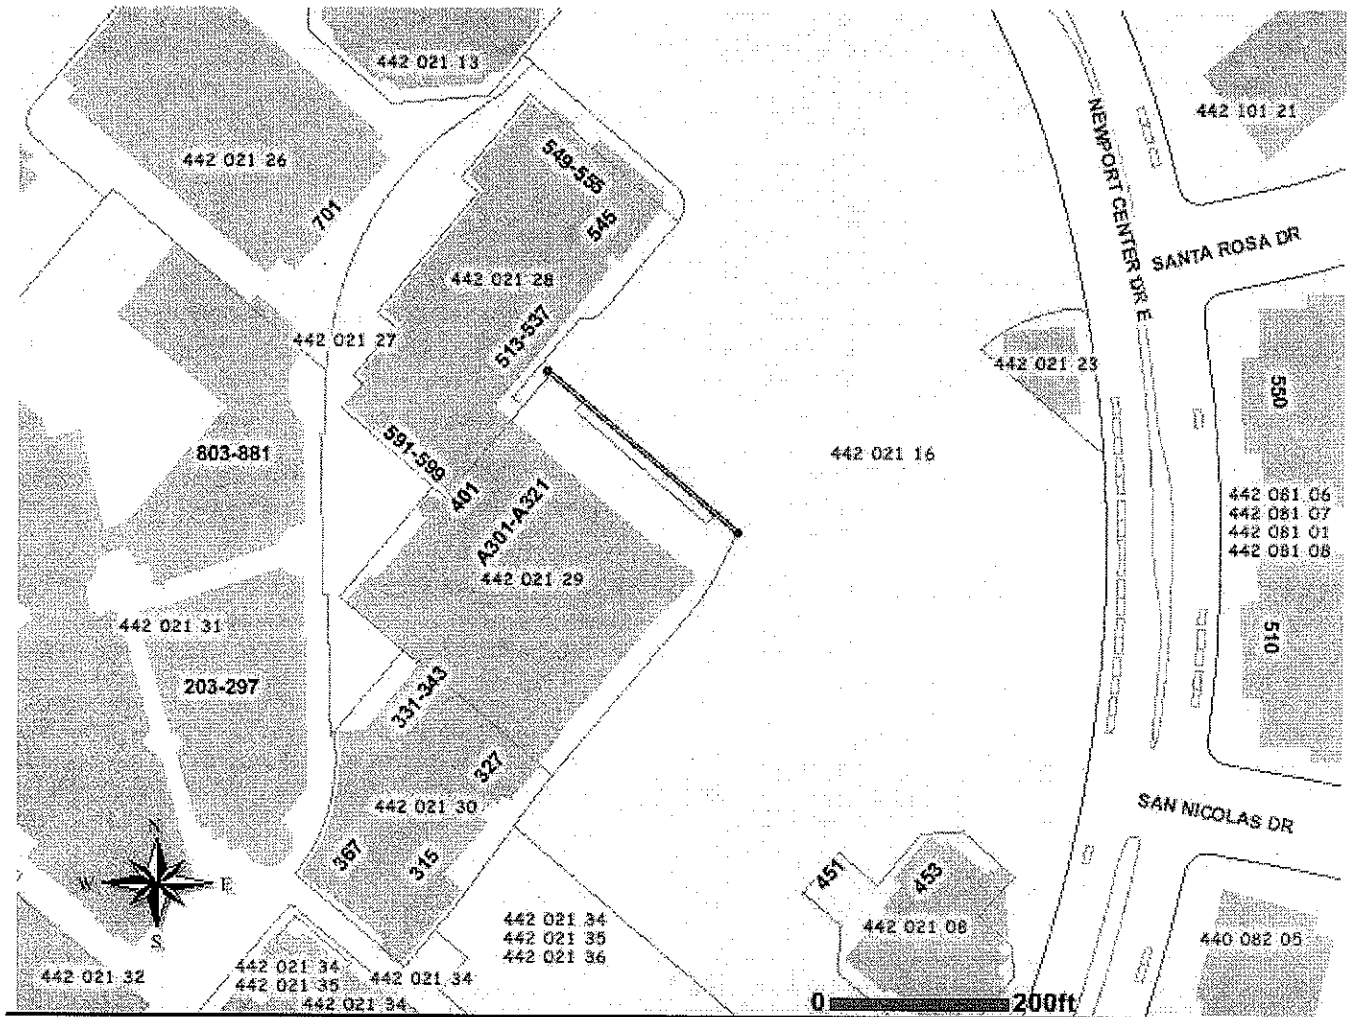 442 021 13
442 101 21
442 021 26
549-555
701
545
NEWPORT CENTER DR E
SANTA ROSA DR
442 021 28
442 021 27
513-537
442 021 23
550
591-599
803-881
442 021 16
401
A301-A321
442 081 06
442 081 07
442 081 01
442 081 08
442 021 29
442 021 31
510
203-297
331-343
327
442 021 30
SAN NICOLAS DR
367
315
451
453
N
W
E
S
442 021 34
442 021 35
442 021 36
442 021 08
440 082 05
442 021 32
442 021 34
442 021 35
442 021 34
442 021 34
0 200ft